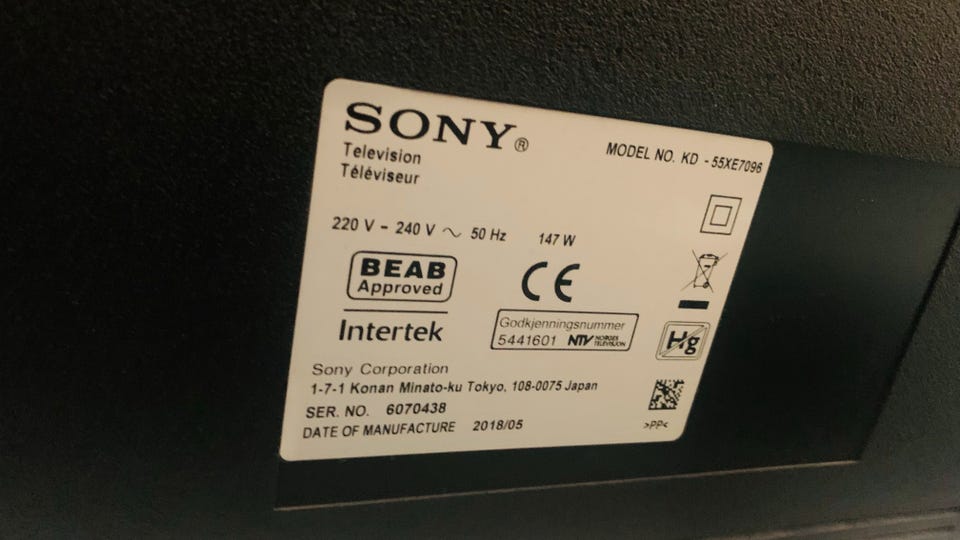 SONY®
Television
Téléviseur
MODEL NO. KD - 55XE7096
220 V - 240 V ~ 50 Hz 147 W
BEAB
Approved
CE
Intertek
Godkjenningsnummer
5441601 NTV NORGES
TELEVISJON
Hg
Sony Corporation
1-7-1 Konan Minato-ku Tokyo, 108-0075 Japan
SER. NO. 6070438
DATE OF MANUFACTURE 2018/05
>PP<